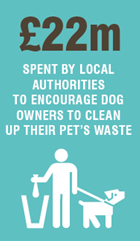 £22m
SPENT BY LOCAL
AUTHORITIES
TO ENCOURAGE DOG
OWNERS TO CLEAN
UP THEIR PET'S WASTE